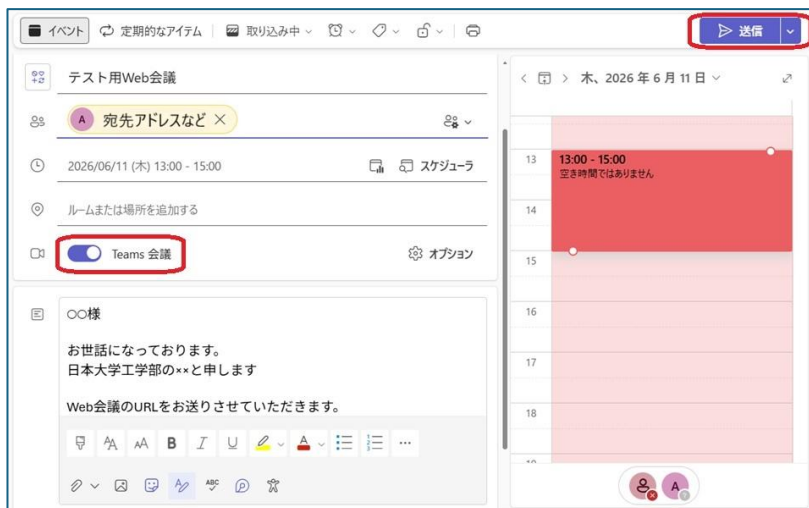 イベント 定期的なアイテム 取り込み中 送信
テスト用Web会議
A 宛先アドレスなど
2026/06/11 (木) 13:00 - 15:00 スケジューラ
ルームまたは場所を追加する
Teams 会議 オプション
〇〇様
お世話になっております。
日本大学工学部の××と申します
Web会議のURLをお送りさせていただきます。
木、2026 年 6 月 11 日
13
13:00 - 15:00
空き時間ではありません
14
15
16
17
18
A